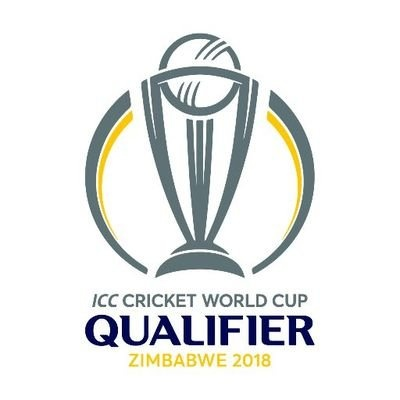 ICC CRICKET WORLD CUP
QUALIFIER
ZIMBABWE 2018